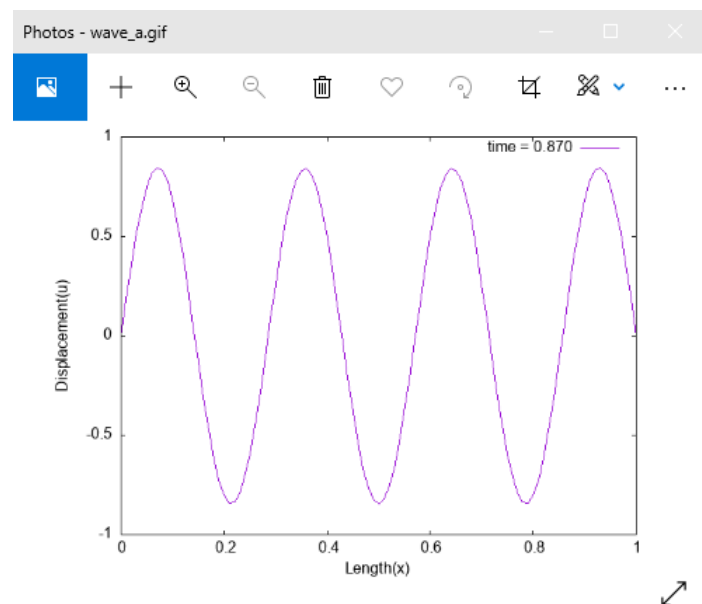 Photos - wave_a.gif
time = 0.870
1
0.5
0
-0.5
-1
Displacement(u)
0 0.2 0.4 0.6 0.8 1
Length(x)